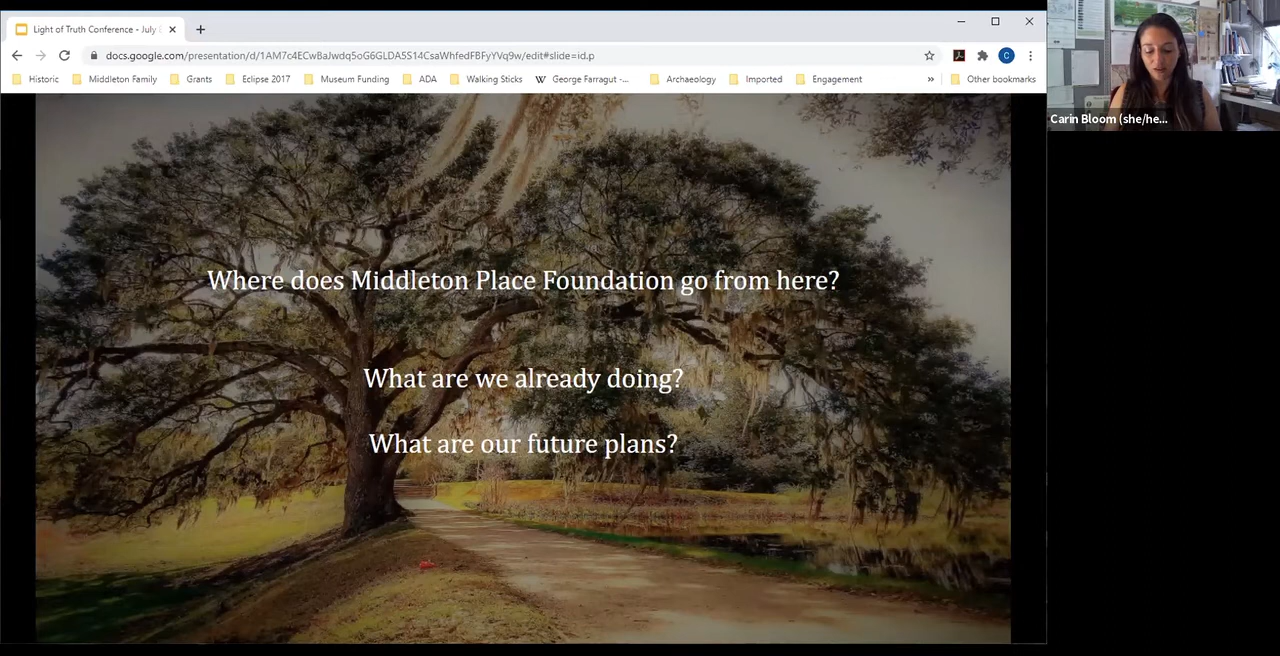 Light of Truth Conference - July
docs.google.com/presentation/d/1AM7c4ECwBaJwdq5oG6GLDA5S14CsaWhfedFBFyYVq9w/edit#slide=id.p
C
Historic Middleton Family Grants Eclipse 2017 Museum Funding ADA Walking Sticks W George Farragut -... Archaeology Imported Engagement » Other bookmarks
Carin Bloom (she/he...
Where does Middleton Place Foundation go from here?
What are we already doing?
What are our future plans?